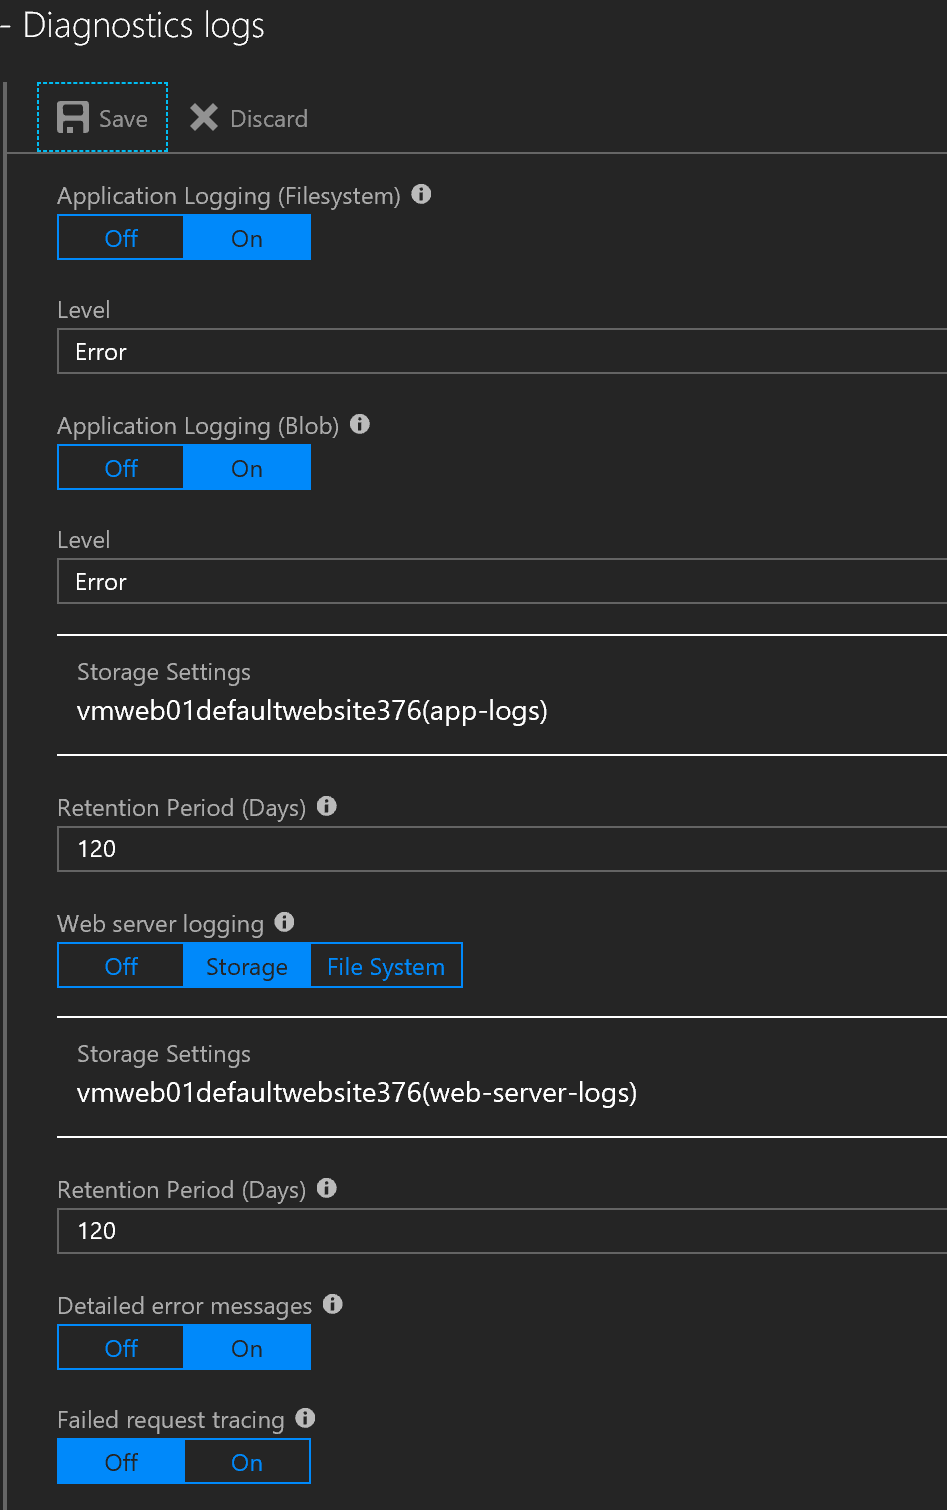 - Diagnostics logs
Save Discard
Application Logging (Filesystem)
Off On
Level
Error
Application Logging (Blob)
Off On
Level
Error
Storage Settings
vmweb01defaultwebsite376(app-logs)
Retention Period (Days)
120
Web server logging
Off Storage File System
Storage Settings
vmweb01defaultwebsite376(web-server-logs)
Retention Period (Days)
120
Detailed error messages
Off On
Failed request tracing
Off On